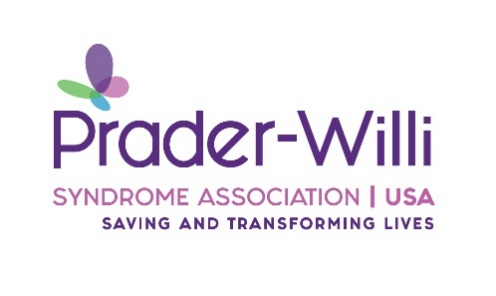 Prader-Willi
SYNDROME ASSOCIATION | USA
SAVING AND TRANSFORMING LIVES